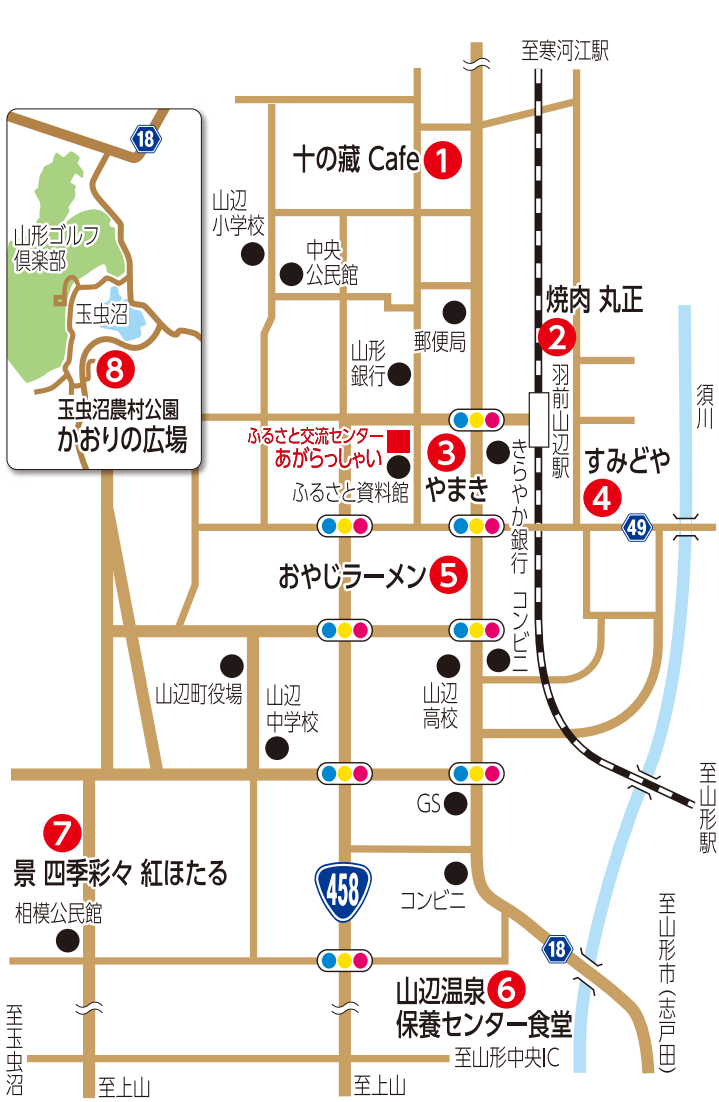 至寒河江駅
18
十の蔵 Cafe 1
山辺
小学校
中央
公民館
山形ゴルフ
倶楽部
玉虫沼
8
玉虫沼農村公園
かおりの広場
焼肉 丸正
2
郵便局
山形
銀行
羽前山辺駅
須川
ふるさと交流センター
あがらっしゃい
ふるさと資料館
3
やまき
きらやか銀行
すみどや
4
49
おやじラーメン 5
コンビニ
山辺町役場
山辺
中学校
山辺
高校
至山形駅
GS
7
景 四季彩々 紅ほたる
相模公民館
458
コンビニ
18
至山形市(志戸田)
山辺温泉 6
保養センター食堂
至玉虫沼
至山形中央IC
至上山
至上山